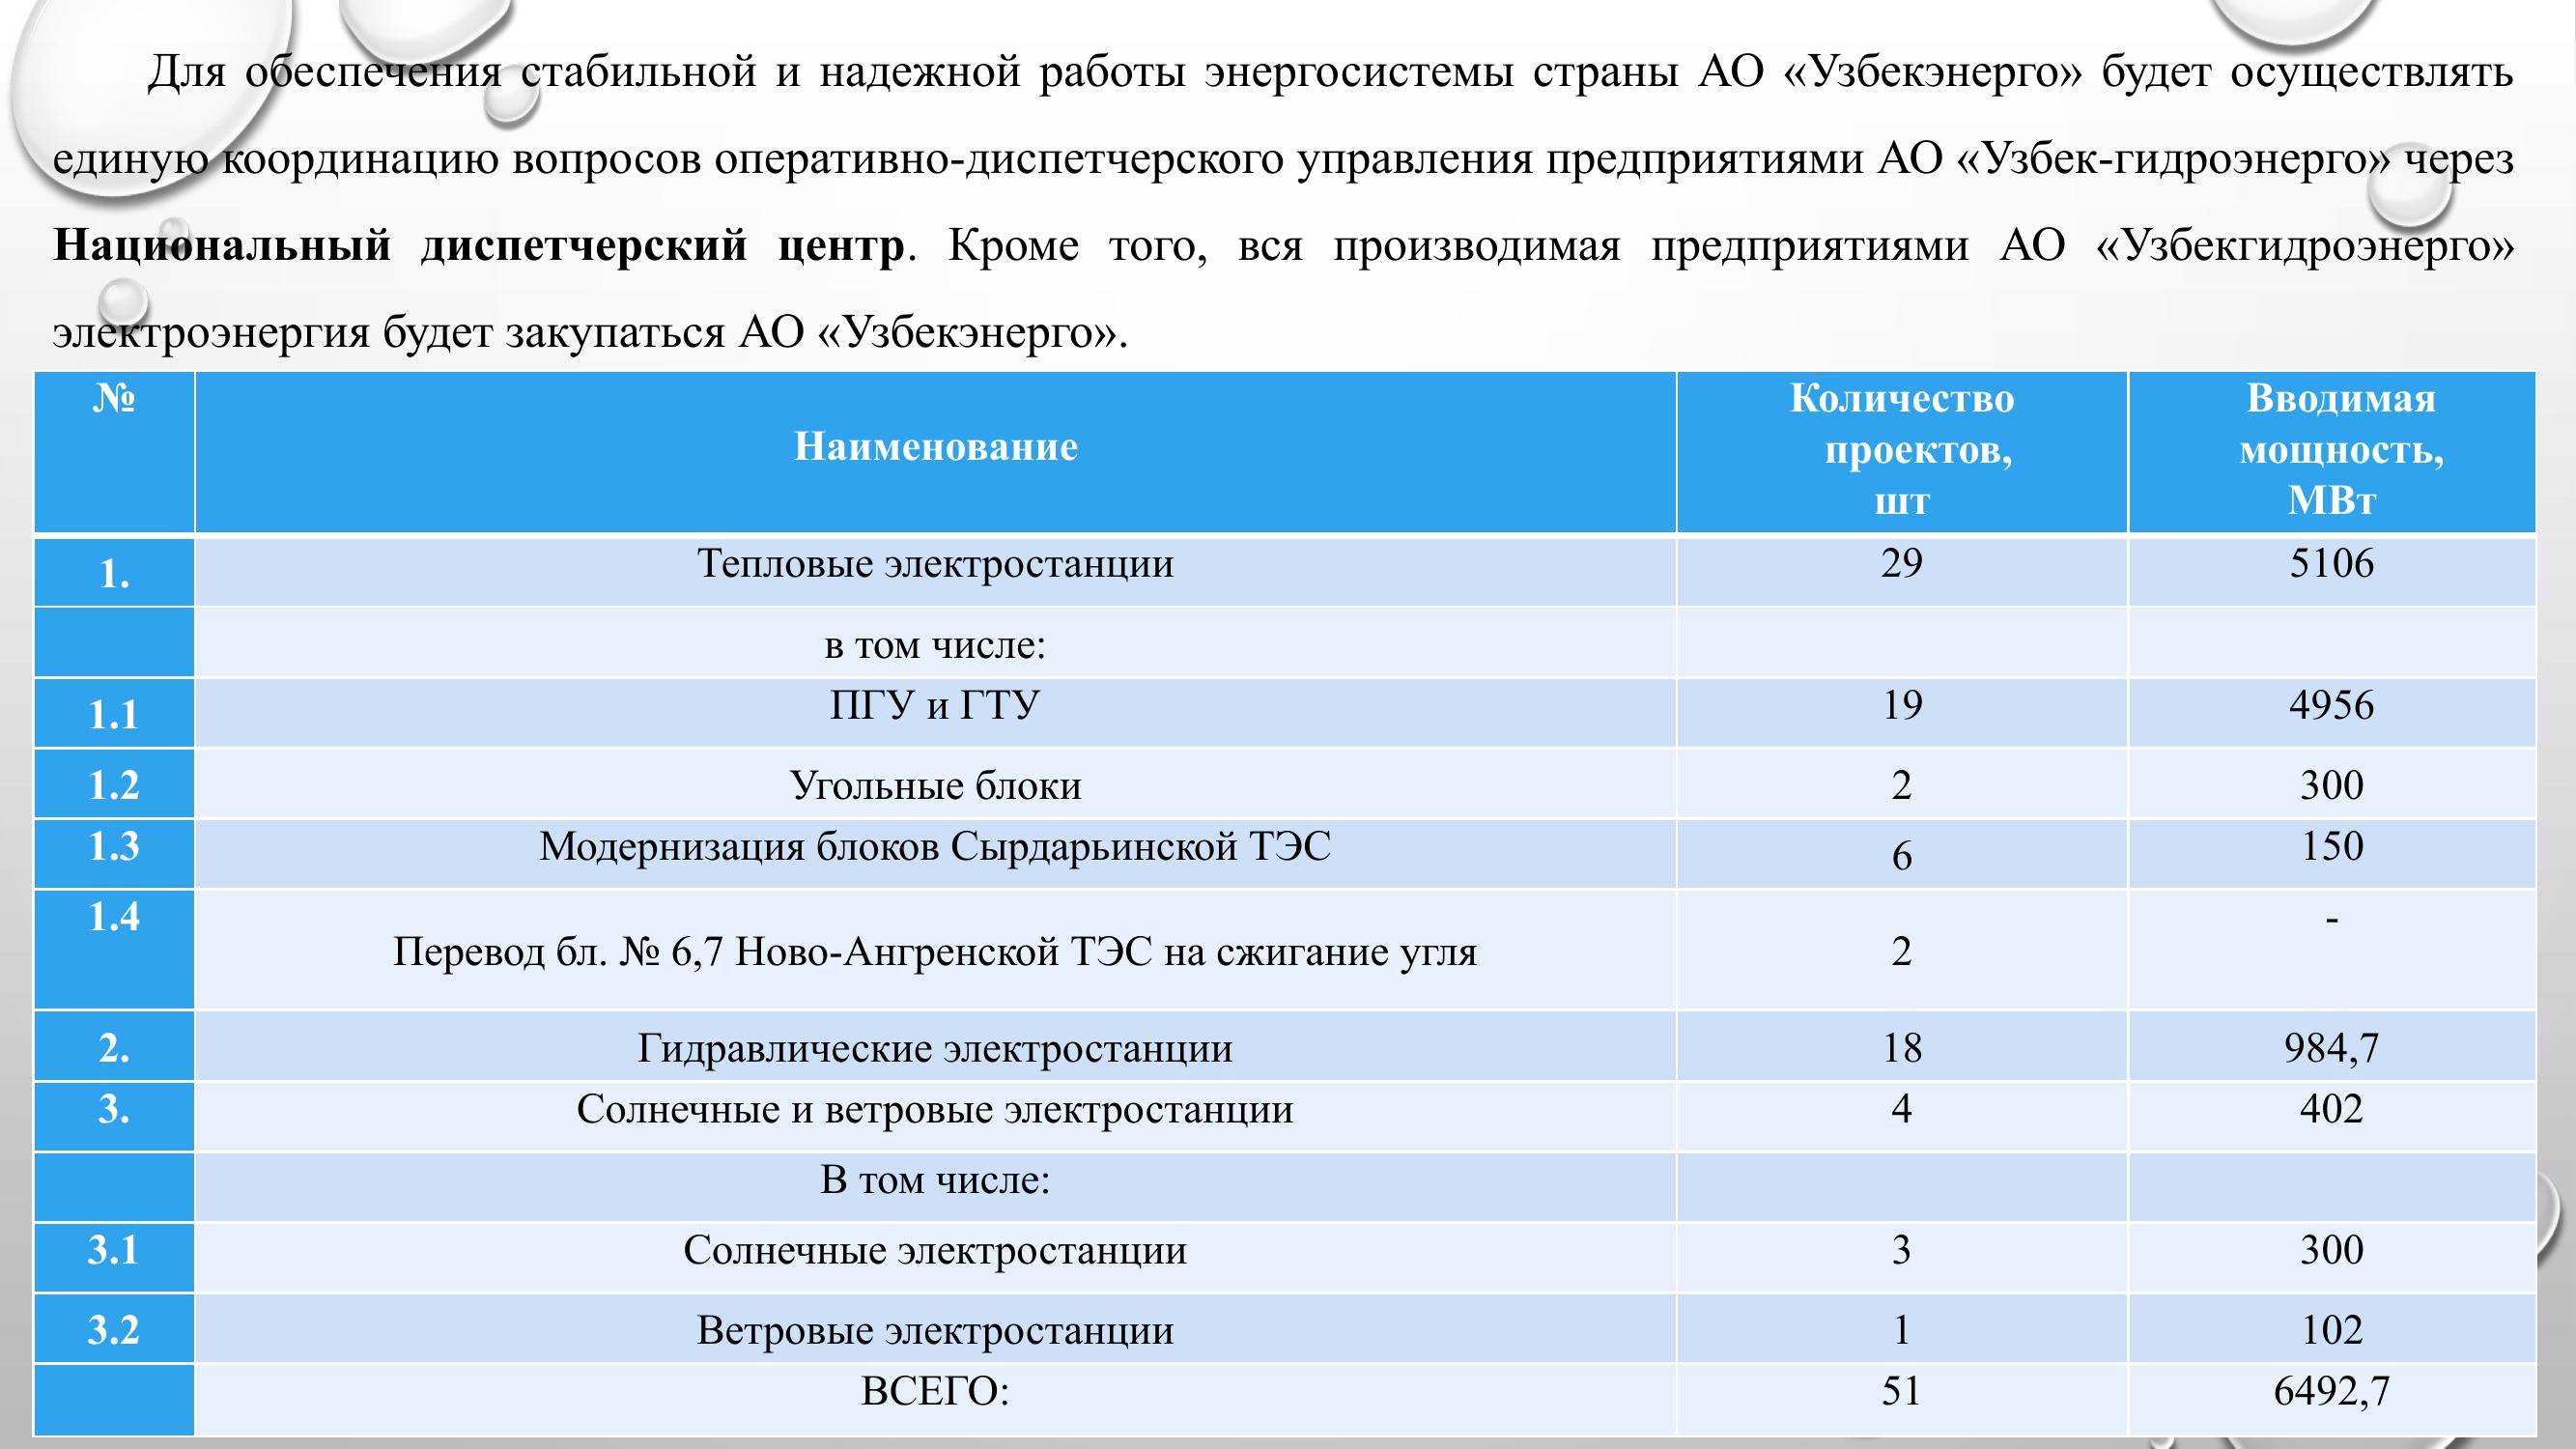 Для обеспечения стабильной и надежной работы энергосистемы страны АО «Узбекэнерго» будет осуществлять
единую координацию вопросов оперативно-диспетчерского управления предприятиями АО «Узбек-гидроэнерго» через
Национальный диспетчерский центр. Кроме того, вся производимая предприятиями АО «Узбекгидроэнерго»
электроэнергия будет закупаться АО «Узбекэнерго».
№ Наименование Количество проектов, шт Вводимая мощность, МВт
1. Тепловые электростанции 29 5106
в том числе:
1.1 ПГУ и ГТУ 19 4956
1.2 Угольные блоки 2 300
1.3 Модернизация блоков Сырдарьинской ТЭС 6 150
1.4 Перевод бл. № 6,7 Ново-Ангренской ТЭС на сжигание угля 2 -
2. Гидравлические электростанции 18 984,7
3. Солнечные и ветровые электростанции 4 402
В том числе:
3.1 Солнечные электростанции 3 300
3.2 Ветровые электростанции 1 102
ВСЕГО: 51 6492,7